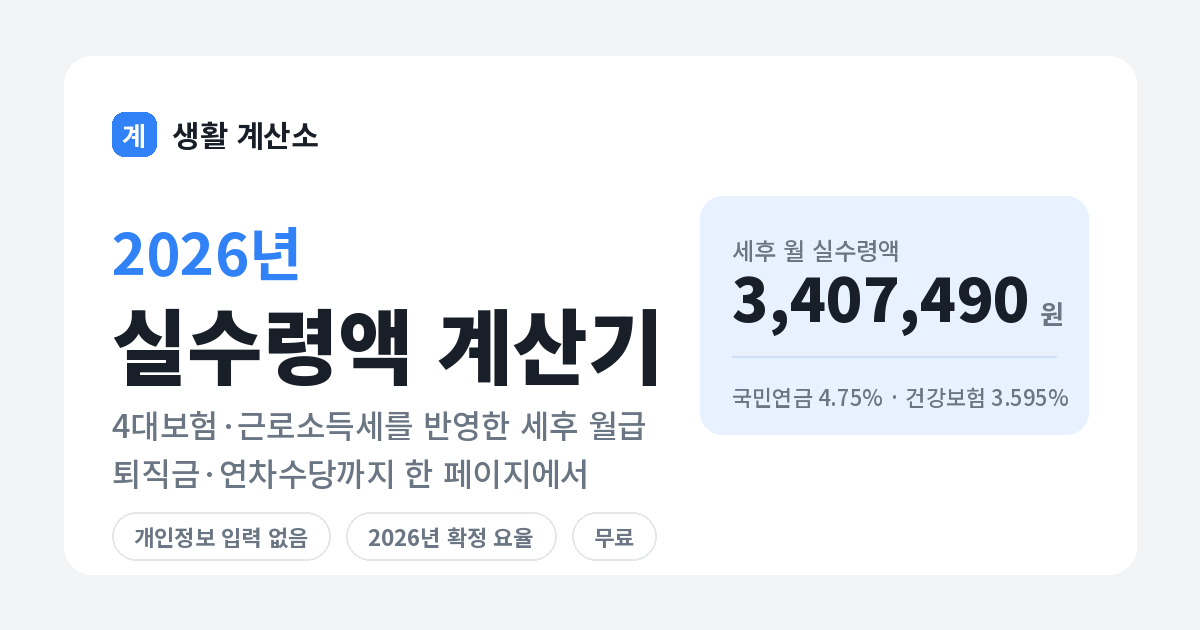 계 생활 계산소
2026년
실수령액 계산기
4대보험·근로소득세를 반영한 세후 월급
퇴직금·연차수당까지 한 페이지에서
개인정보 입력 없음
2026년 확정 요율
무료
세후 월 실수령액
3,407,490 원
국민연금 4.75% · 건강보험 3.595%